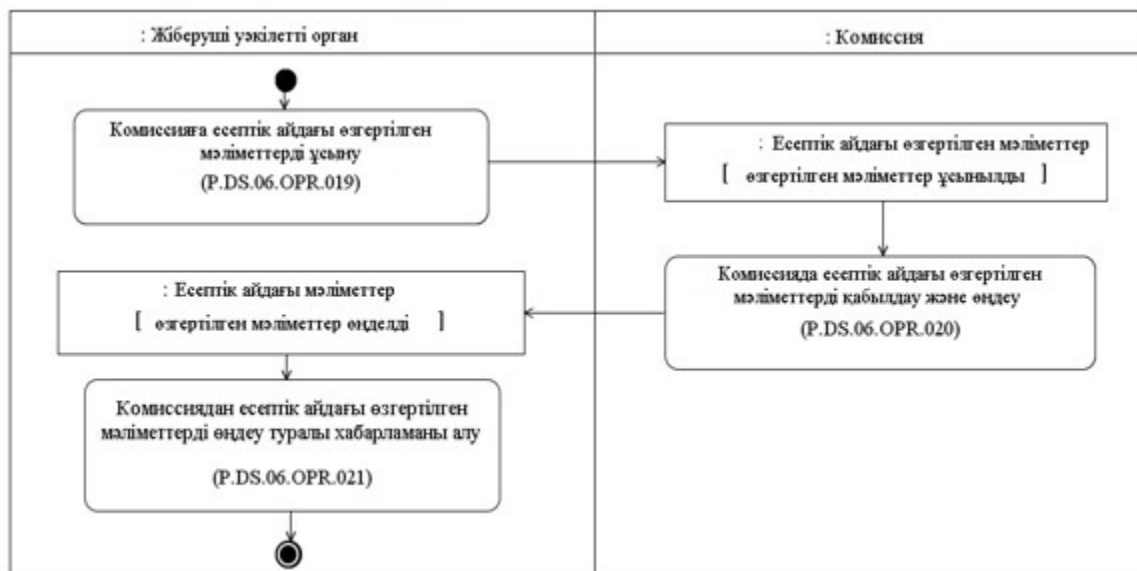 : Жіберуші уәкілетті орган
: Комиссия
Комиссияға есептік айдағы өзгертілген
мәліметтерді ұсыну
(P.DS.06.OPR.019)
: Есептік айдағы өзгертілген мәліметтер
[ өзгертілген мәліметтер ұсынылды ]
Комиссияда есептік айдағы өзгертілген
мәліметтерді қабылдау және өңдеу
(P.DS.06.OPR.020)
: Есептік айдағы мәліметтер
[ өзгертілген мәліметтер өңделді ]
Комиссиядан есептік айдағы өзгертілген
мәліметтерді өңдеу туралы хабарламаны алу
(P.DS.06.OPR.021)